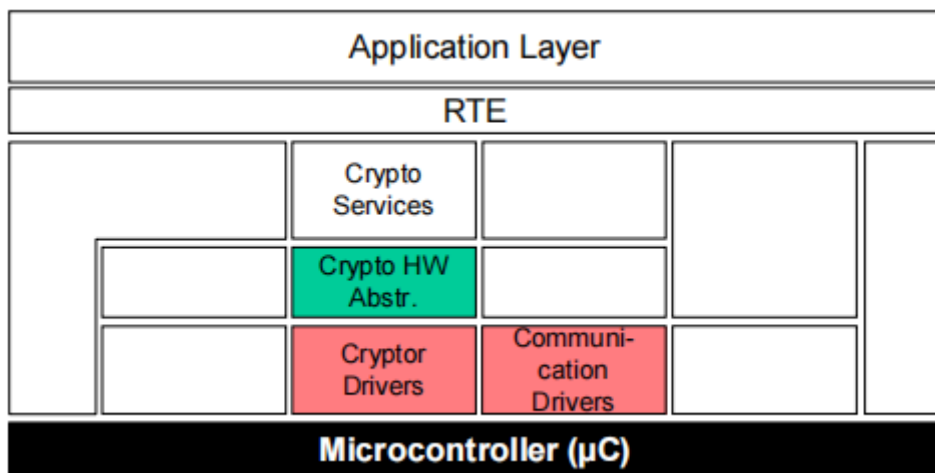 Application Layer
RTE
Crypto
Services
Crypto HW
Abstr.
Cryptor
Drivers
Communi-
cation
Drivers
Microcontroller (µC)